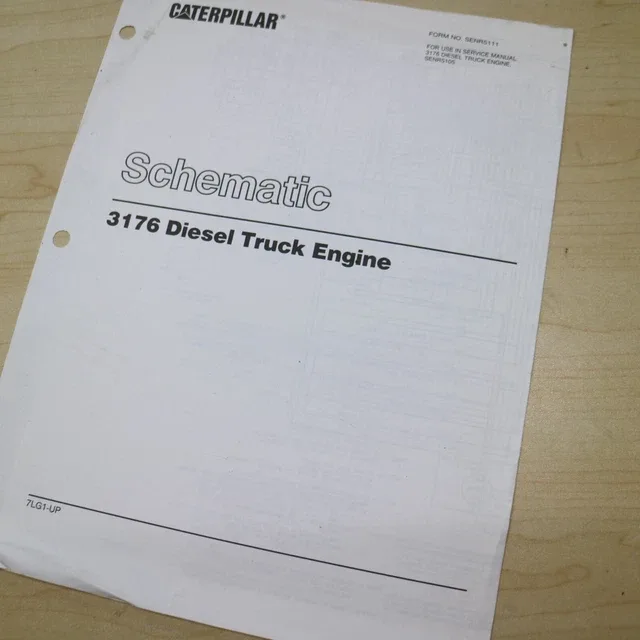 CATERPILLAR®
FORM NO. SENR5111
FOR USE IN SERVICE MANUAL
3176 DIESEL TRUCK ENGINE
SENR5105
Schematic
3176 Diesel Truck Engine
7LG1-UP